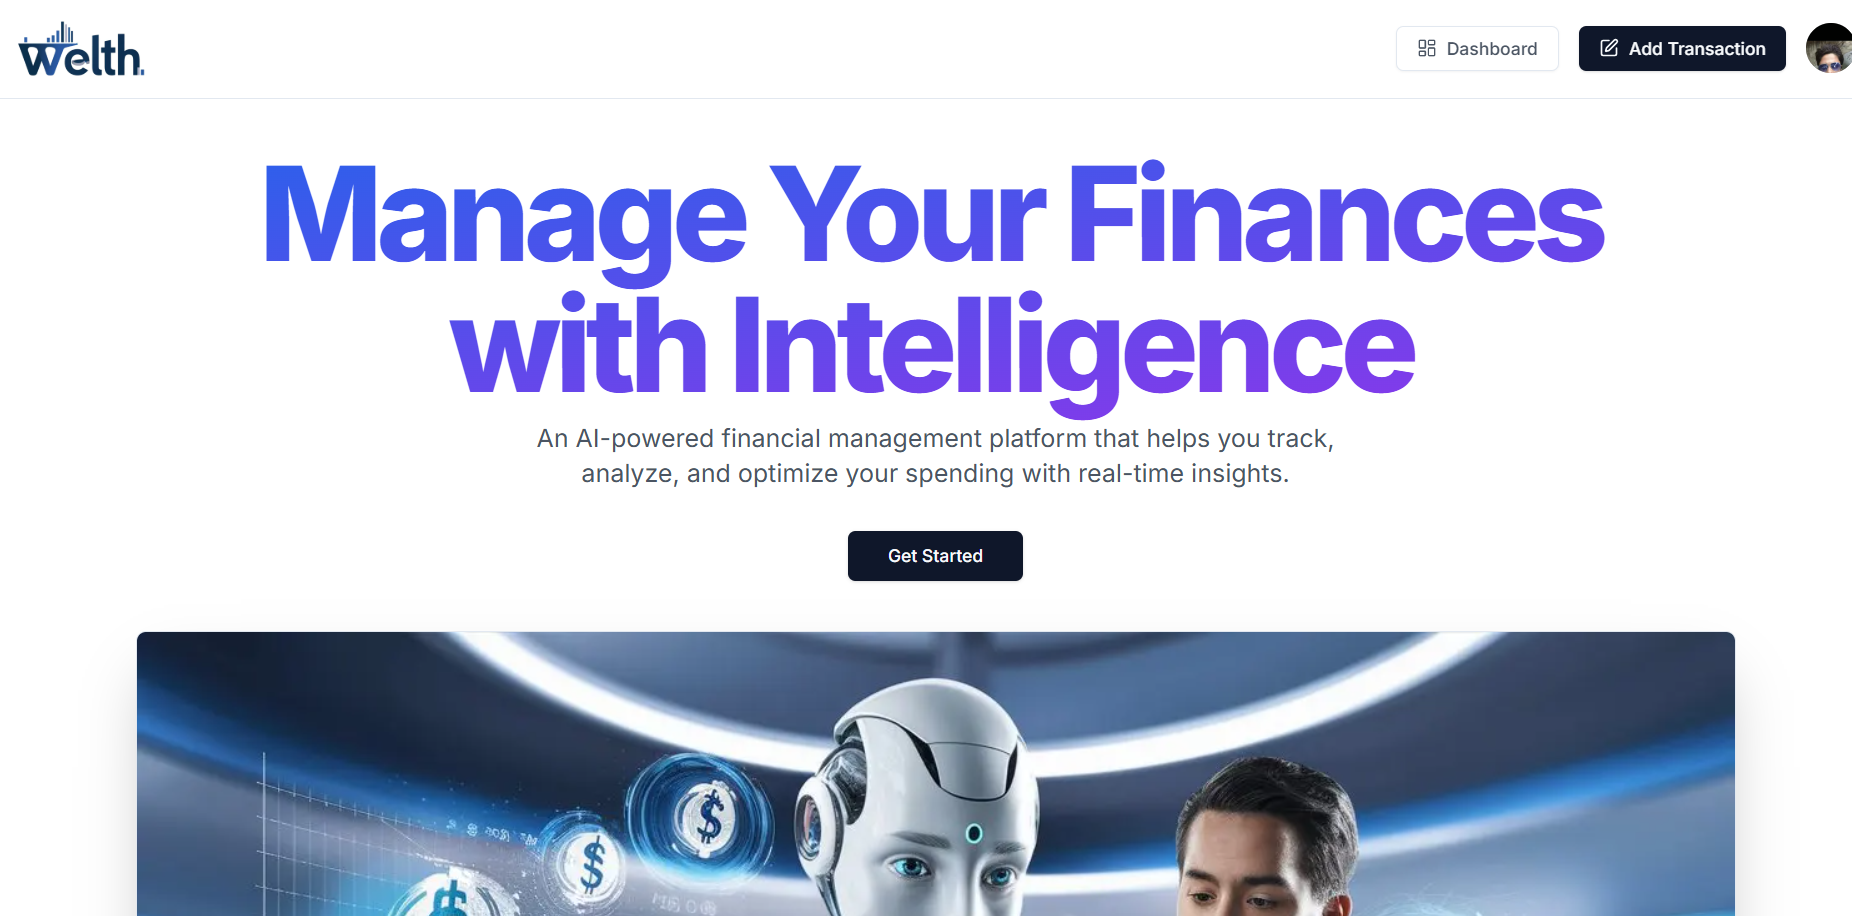 welth.
Dashboard
Add Transaction
Manage Your Finances
with Intelligence
An AI-powered financial management platform that helps you track,
analyze, and optimize your spending with real-time insights.
Get Started
$
$
$